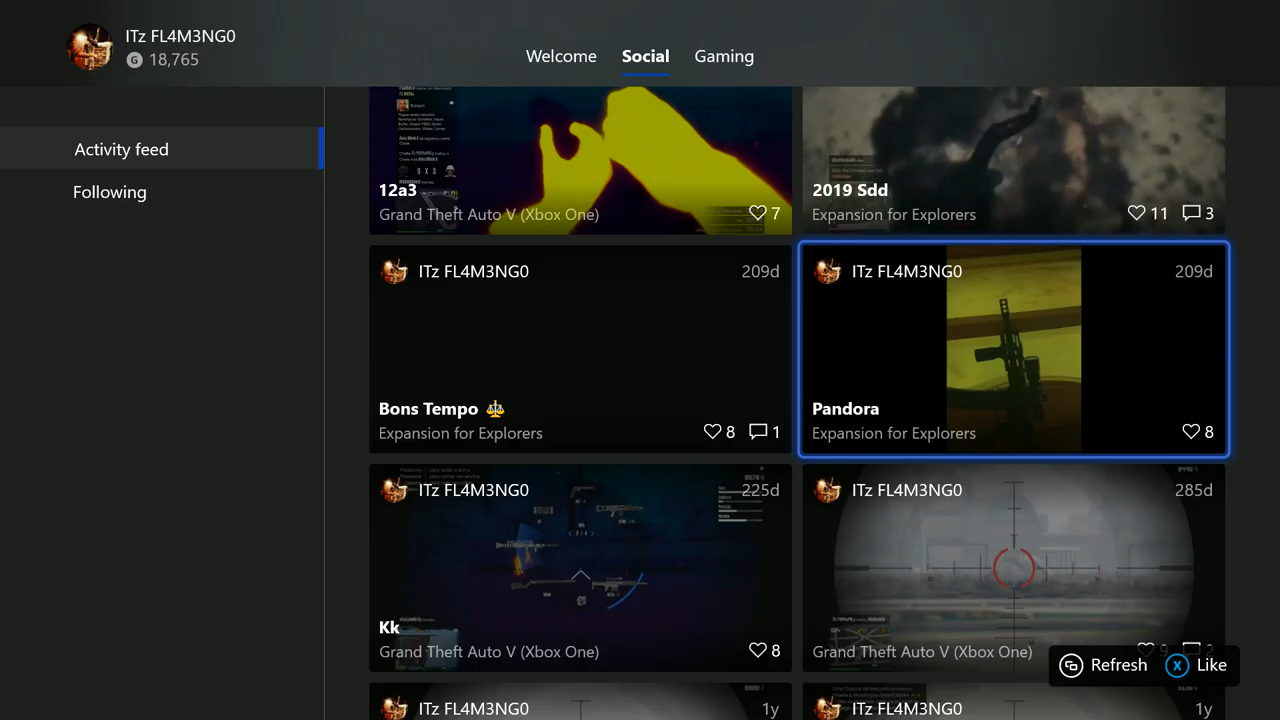 ITz FL4M3NG0
G 18,765
Welcome
Social
Gaming
Activity feed
Following
12a3
Grand Theft Auto V (Xbox One)
7
2019 Sdd
Expansion for Explorers
11
3
ITz FL4M3NG0
209d
Bons Tempo ⚖️
Expansion for Explorers
8
1
ITz FL4M3NG0
209d
Pandora
Expansion for Explorers
8
ITz FL4M3NG0
225d
Kk
Grand Theft Auto V (Xbox One)
8
ITz FL4M3NG0
285d
Grand Theft Auto V (Xbox One)
9
2
Refresh
X Like
ITz FL4M3NG0
1y
ITz FL4M3NG0
1y